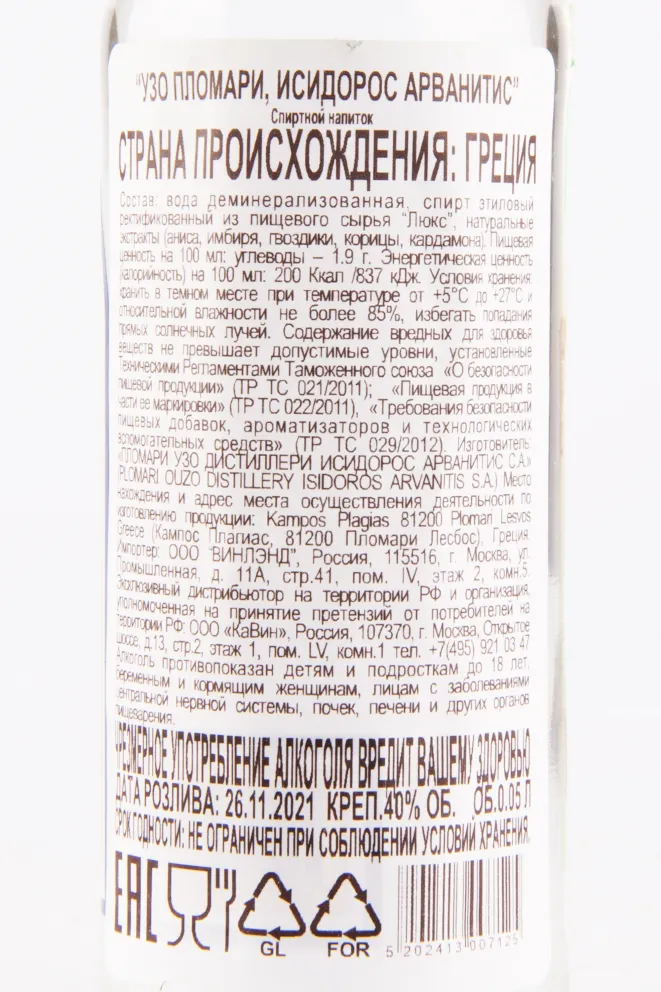 "УЗО ПЛОМАРИ, ИСИДОРОС АРВАНИТИС"
Спиртной напиток
СТРАНА ПРОИСХОЖДЕНИЯ: ГРЕЦИЯ
Состав: вода деминерализованная, спирт этиловый
ректификованный из пищевого сырья "Люкс", натуральные
экстракты (аниса, имбиря, гвоздики, корицы, кардамона). Пищевая
ценность на 100 мл: углеводы – 1.9 г. Энергетическая ценность
(калорийность) на 100 мл: 200 Ккал /837 кДж. Условия хранения:
хранить в темном месте при температуре от +5°С до +27°С и
относительной влажности не более 85%, избегать попадания
прямых солнечных лучей. Содержание вредных для здоровья
веществ не превышает допустимые уровни, установленные
Техническими Регламентами Таможенного союза «О безопасности
пищевой продукции» (ТР ТС 021/2011); «Пищевая продукция в
части ее маркировки» (ТР ТС 022/2011), «Требования безопасности
пищевых добавок, ароматизаторов и технологических
вспомогательных средств» (ТР ТС 029/2012). Изготовитель:
«ПЛОМАРИ УЗО ДИСТИЛЛЕРИ ИСИДОРОС АРВАНИТИС С.А.»
(PLOMARI OUZO DISTILLERY ISIDOROS ARVANITIS S.A.) Место
нахождения и адрес места осуществления деятельности по
изготовлению продукции: Kampos Plagias 81200 Plomari Lesvos
Greece (Кампос Плагиас, 81200 Пломари Лесбос), Греция.
Импортер: ООО "ВИНЛЭНД", Россия, 115516, г. Москва, ул.
Промышленная, д. 11А, стр.41, пом. IV, этаж 2, комн.5.
Эксклюзивный дистрибьютор на территории РФ и организация,
уполномоченная на принятие претензий от потребителей на
территории РФ: ООО «КаВин», Россия, 107370, г. Москва, Открытое
шоссе, д.13, стр.2, этаж 1, пом. LV, комн.1 тел. +7(495) 921 03 47
Алкоголь противопоказан детям и подросткам до 18 лет,
беременным и кормящим женщинам, лицам с заболеваниями
центральной нервной системы, почек, печени и других органов
пищеварения.
ЧРЕЗМЕРНОЕ УПОТРЕБЛЕНИЕ АЛКОГОЛЯ ВРЕДИТ ВАШЕМУ ЗДОРОВЬЮ
ДАТА РОЗЛИВА: 26.11.2021 КРЕП.40% ОБ. ОБ.0.05 Л
СРОК ГОДНОСТИ: НЕ ОГРАНИЧЕН ПРИ СОБЛЮДЕНИИ УСЛОВИЙ ХРАНЕНИЯ.
ЕАС
GL FOR
5 202413 007125